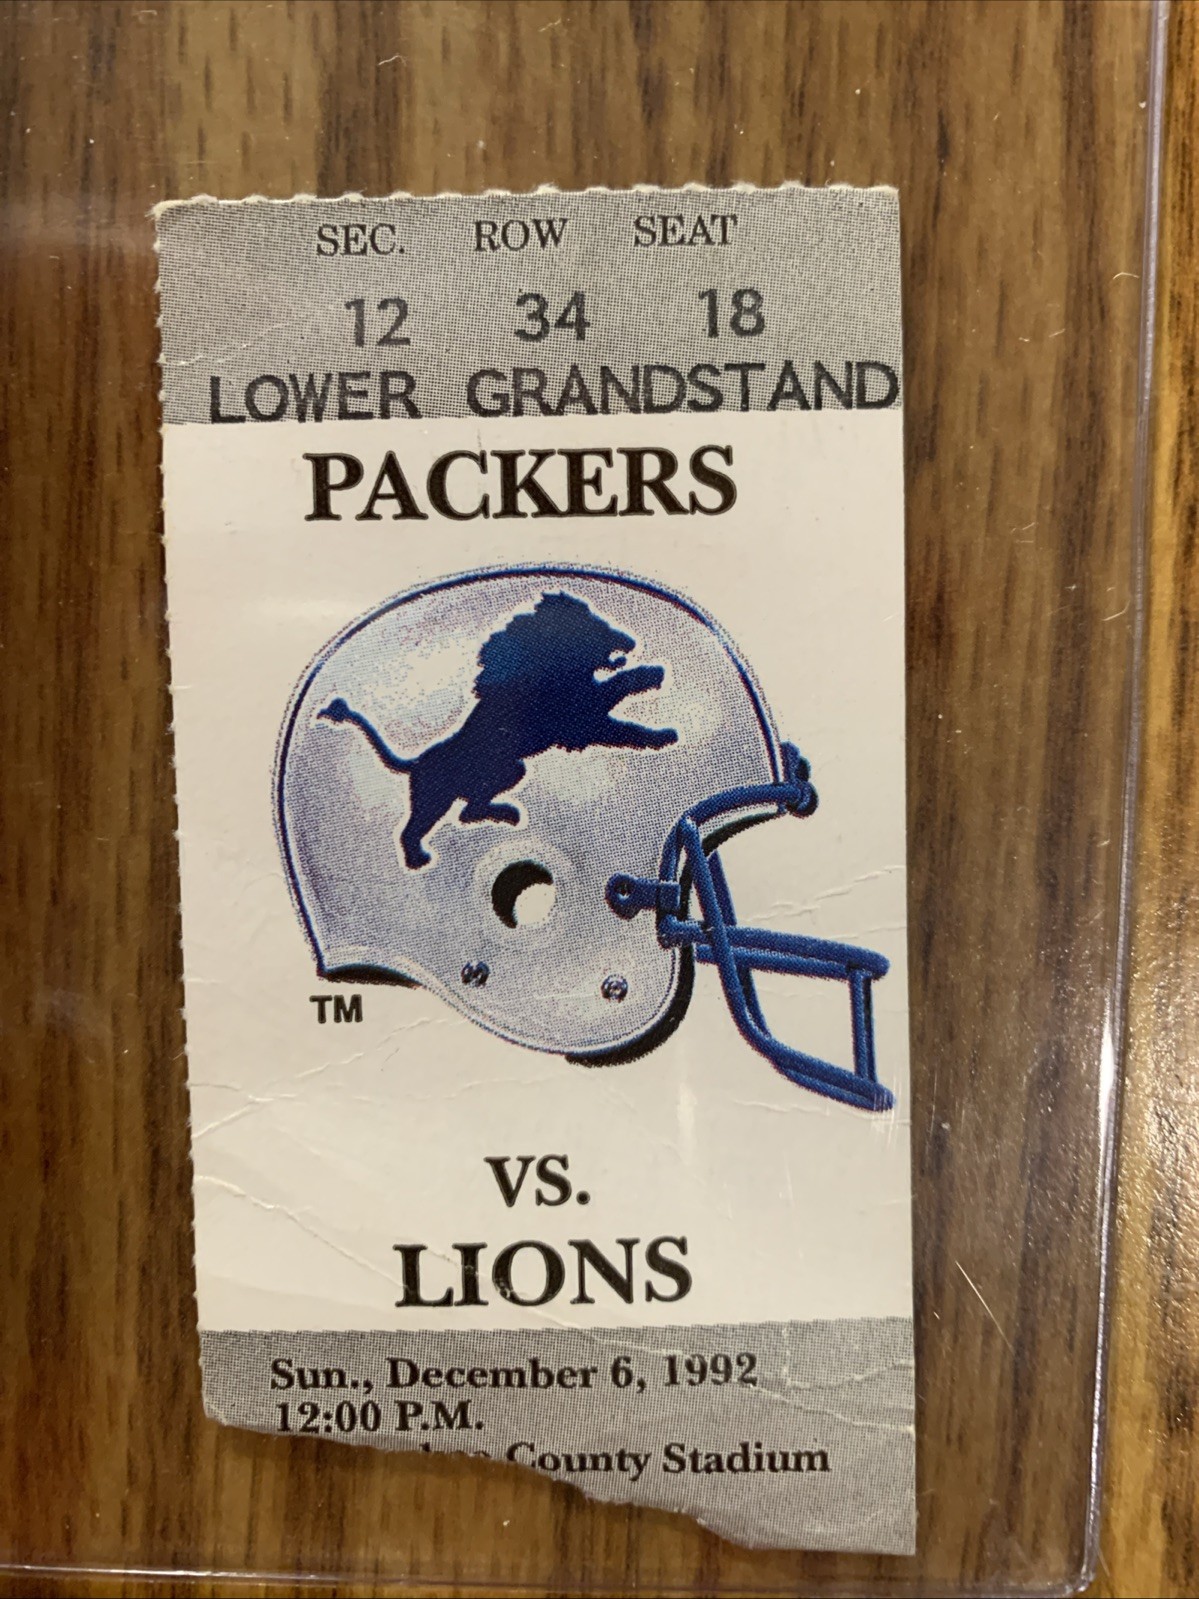 SEC. ROW SEAT
12 34 18
LOWER GRANDSTAND
PACKERS
TM
VS.
LIONS
Sun., December 6, 1992
12:00 P.M.
County Stadium